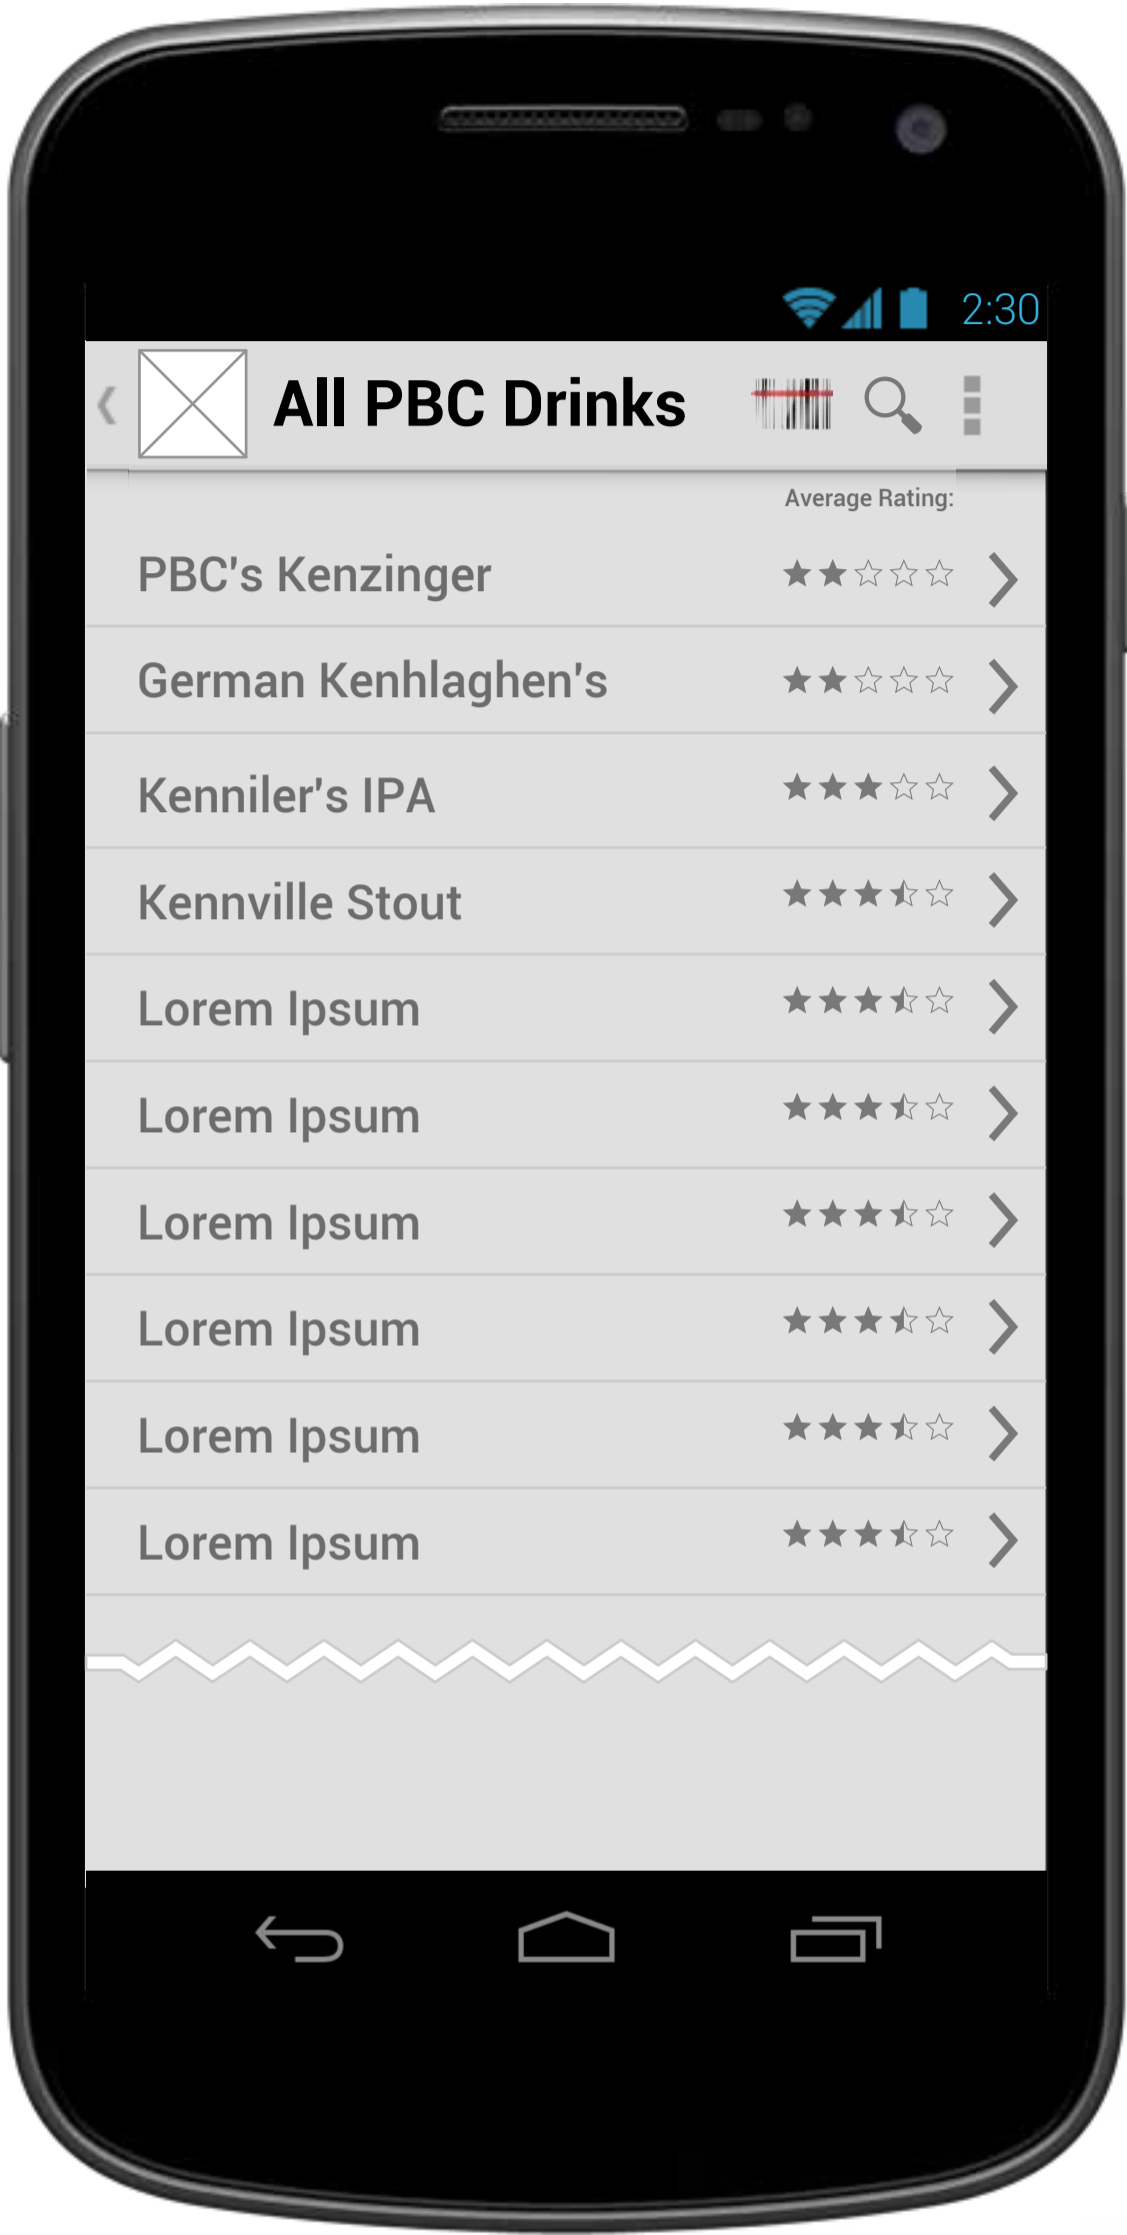 2:30
All PBC Drinks
Average Rating:
PBC's Kenzinger
German Kenhlaghen's
Kenniler's IPA
Kennville Stout
Lorem Ipsum
Lorem Ipsum
Lorem Ipsum
Lorem Ipsum
Lorem Ipsum
Lorem Ipsum